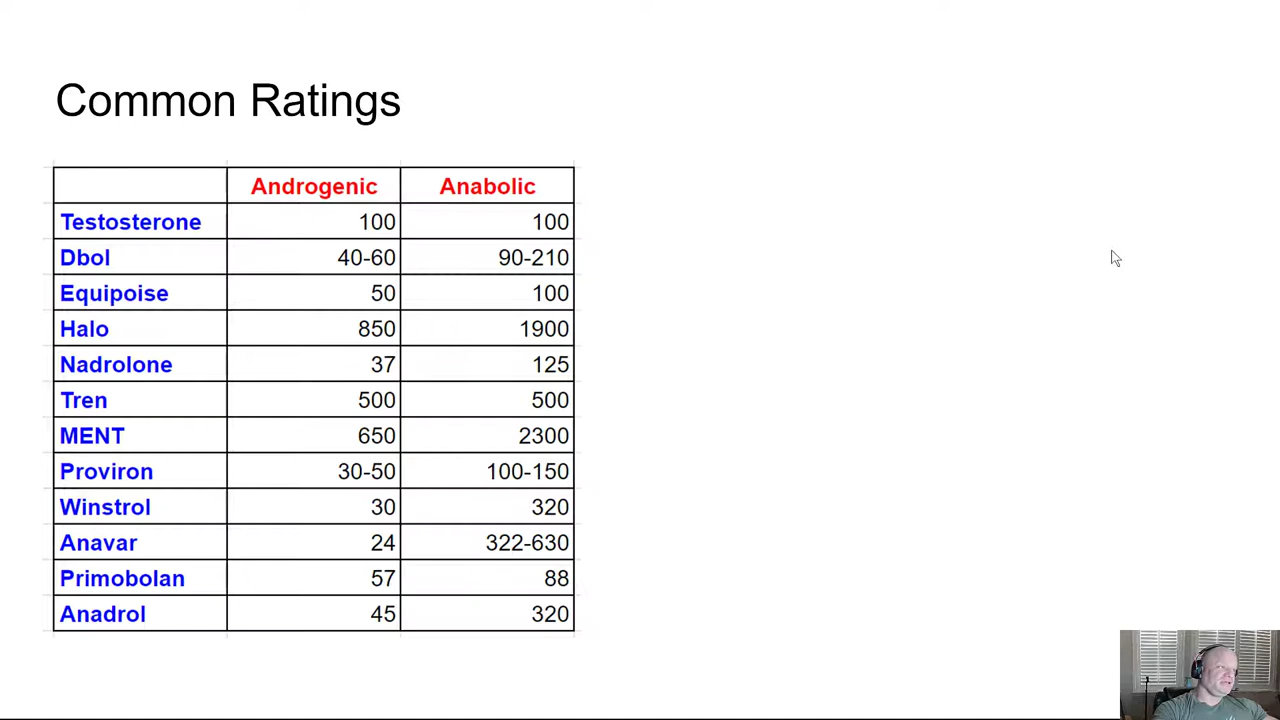 Common Ratings
Androgenic Anabolic
Testosterone 100 100
Dbol 40-60 90-210
Equipoise 50 100
Halo 850 1900
Nadrolone 37 125
Tren 500 500
MENT 650 2300
Proviron 30-50 100-150
Winstrol 30 320
Anavar 24 322-630
Primobolan 57 88
Anadrol 45 320